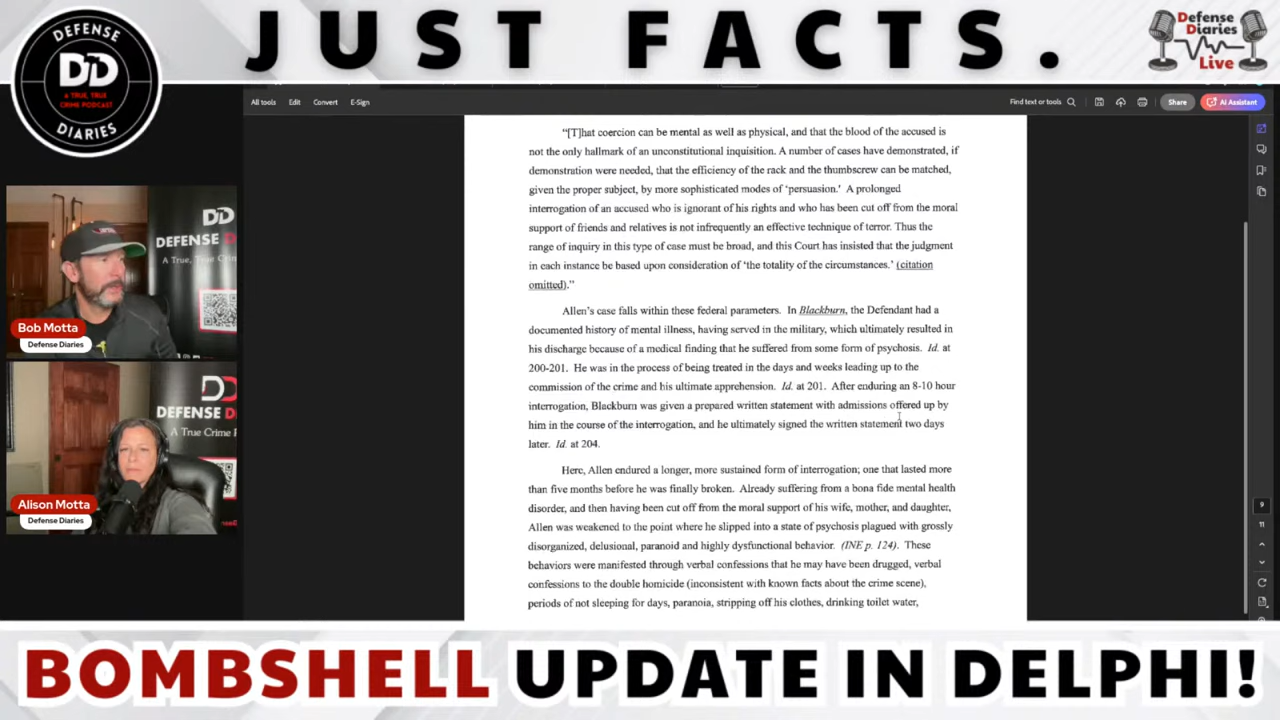 JUST FACTS.
DEFENSE
DD
A TRUE, TRUE
CRIME PODCAST
DIARIES
Defense
Diaries
Live
All tools Edit Convert E-Sign
Find text or tools
Share
AI Assistant
“[T]hat coercion can be mental as well as physical, and that the blood of the accused is
not the only hallmark of an unconstitutional inquisition. A number of cases have demonstrated, if
demonstration were needed, that the efficiency of the rack and the thumbscrew can be matched,
given the proper subject, by more sophisticated modes of ‘persuasion.’ A prolonged
interrogation of an accused who is ignorant of his rights and who has been cut off from the moral
support of friends and relatives is not infrequently an effective technique of terror. Thus the
range of inquiry in this type of case must be broad, and this Court has insisted that the judgment
in each instance be based upon consideration of ‘the totality of the circumstances.’ (citation
omitted).”
Allen’s case falls within these federal parameters. In Blackburn, the Defendant had a
documented history of mental illness, having served in the military, which ultimately resulted in
his discharge because of a medical finding that he suffered from some form of psychosis. Id. at
200-201. He was in the process of being treated in the days and weeks leading up to the
commission of the crime and his ultimate apprehension. Id. at 201. After enduring an 8-10 hour
interrogation, Blackburn was given a prepared written statement with admissions offered up by
him in the course of the interrogation, and he ultimately signed the written statement two days
later. Id. at 204.
Here, Allen endured a longer, more sustained form of interrogation; one that lasted more
than five months before he was finally broken. Already suffering from a bona fide mental health
disorder, and then having been cut off from the moral support of his wife, mother, and daughter,
Allen was weakened to the point where he slipped into a state of psychosis plagued with grossly
disorganized, delusional, paranoid and highly dysfunctional behavior. (INE p. 124). These
behaviors were manifested through verbal confessions that he may have been drugged, verbal
confessions to the double homicide (inconsistent with known facts about the crime scene),
periods of not sleeping for days, paranoia, stripping off his clothes, drinking toilet water,
9
11
DD
DEFENSE
A True, True Crim
Bob Motta
Defense Diaries
DEFENSE D
A True Crime
Alison Motta
Defense Diaries
BOMBSHELL UPDATE IN DELPHI!